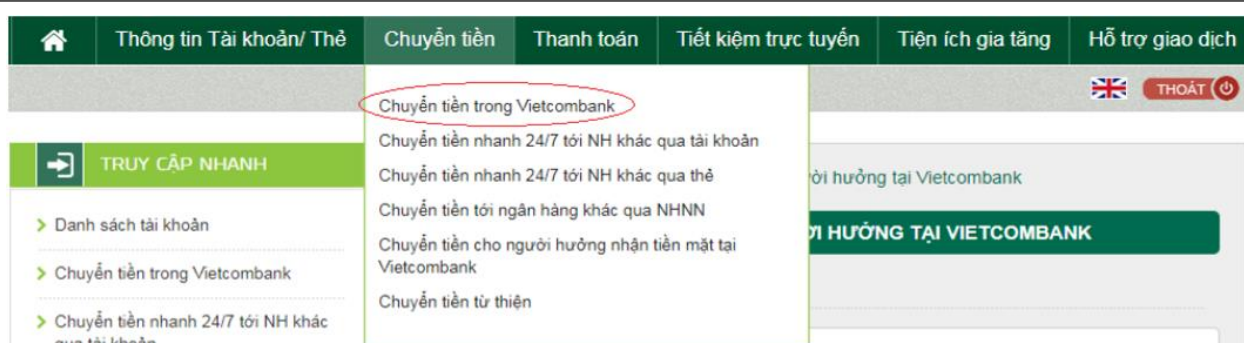 Thông tin Tài khoản/ Thẻ
Chuyển tiền
Thanh toán
Tiết kiệm trực tuyến
Tiện ích gia tăng
Hỗ trợ giao dịch
THOÁT
Chuyển tiền trong Vietcombank
Chuyển tiền nhanh 24/7 tới NH khác qua tài khoản
Chuyển tiền nhanh 24/7 tới NH khác qua thẻ
Chuyển tiền tới ngân hàng khác qua NHNN
Chuyển tiền cho người hưởng nhận tiền mặt tại
Vietcombank
Chuyển tiền từ thiện
TRUY CẬP NHANH
Danh sách tài khoản
Chuyển tiền trong Vietcombank
Chuyển tiền nhanh 24/7 tới NH khác
qua tài khoản
hưởng tại Vietcombank
HƯỞNG TẠI VIETCOMBANK